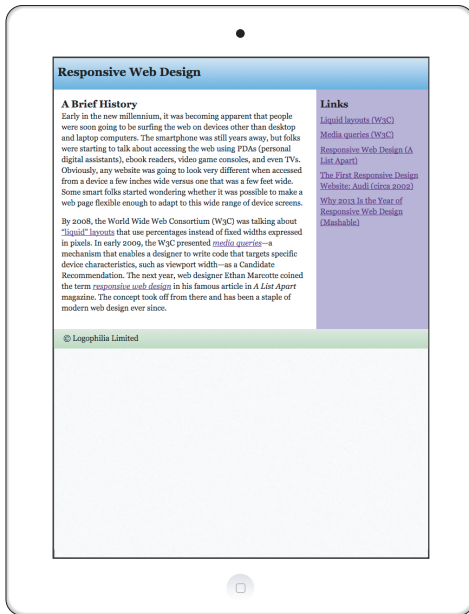 Responsive Web Design
A Brief History
Early in the new millennium, it was becoming apparent that people
were soon going to be surfing the web on devices other than desktop
and laptop computers. The smartphone was still years away, but folks
were starting to talk about accessing the web using PDAs (personal
digital assistants), ebook readers, video game consoles, and even TVs.
Obviously, any website was going to look very different when accessed
from a device a few inches wide versus one that was a few feet wide.
Some smart folks started wondering whether it was possible to make a
web page flexible enough to adapt to this wide range of device screens.
By 2008, the World Wide Web Consortium (W3C) was talking about
“liquid” layouts that use percentages instead of fixed widths expressed
in pixels. In early 2009, the W3C presented media queries—a
mechanism that enables a designer to write code that targets specific
device characteristics, such as viewport width—as a Candidate
Recommendation. The next year, web designer Ethan Marcotte coined
the term responsive web design in his famous article in A List Apart
magazine. The concept took off from there and has been a staple of
modern web design ever since.
Links
Liquid layouts (W3C)
Media queries (W3C)
Responsive Web Design (A
List Apart)
The First Responsive Design
Website: Audi (circa 2002)
Why 2013 Is the Year of
Responsive Web Design
(Mashable)
© Logophilia Limited